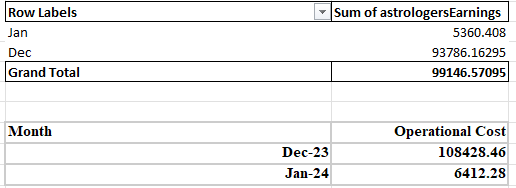 Row Labels Sum of astrologersEarnings
Jan 5360.408
Dec 93786.16295
Grand Total 99146.57095
Month Operational Cost
Dec-23 108428.46
Jan-24 6412.28